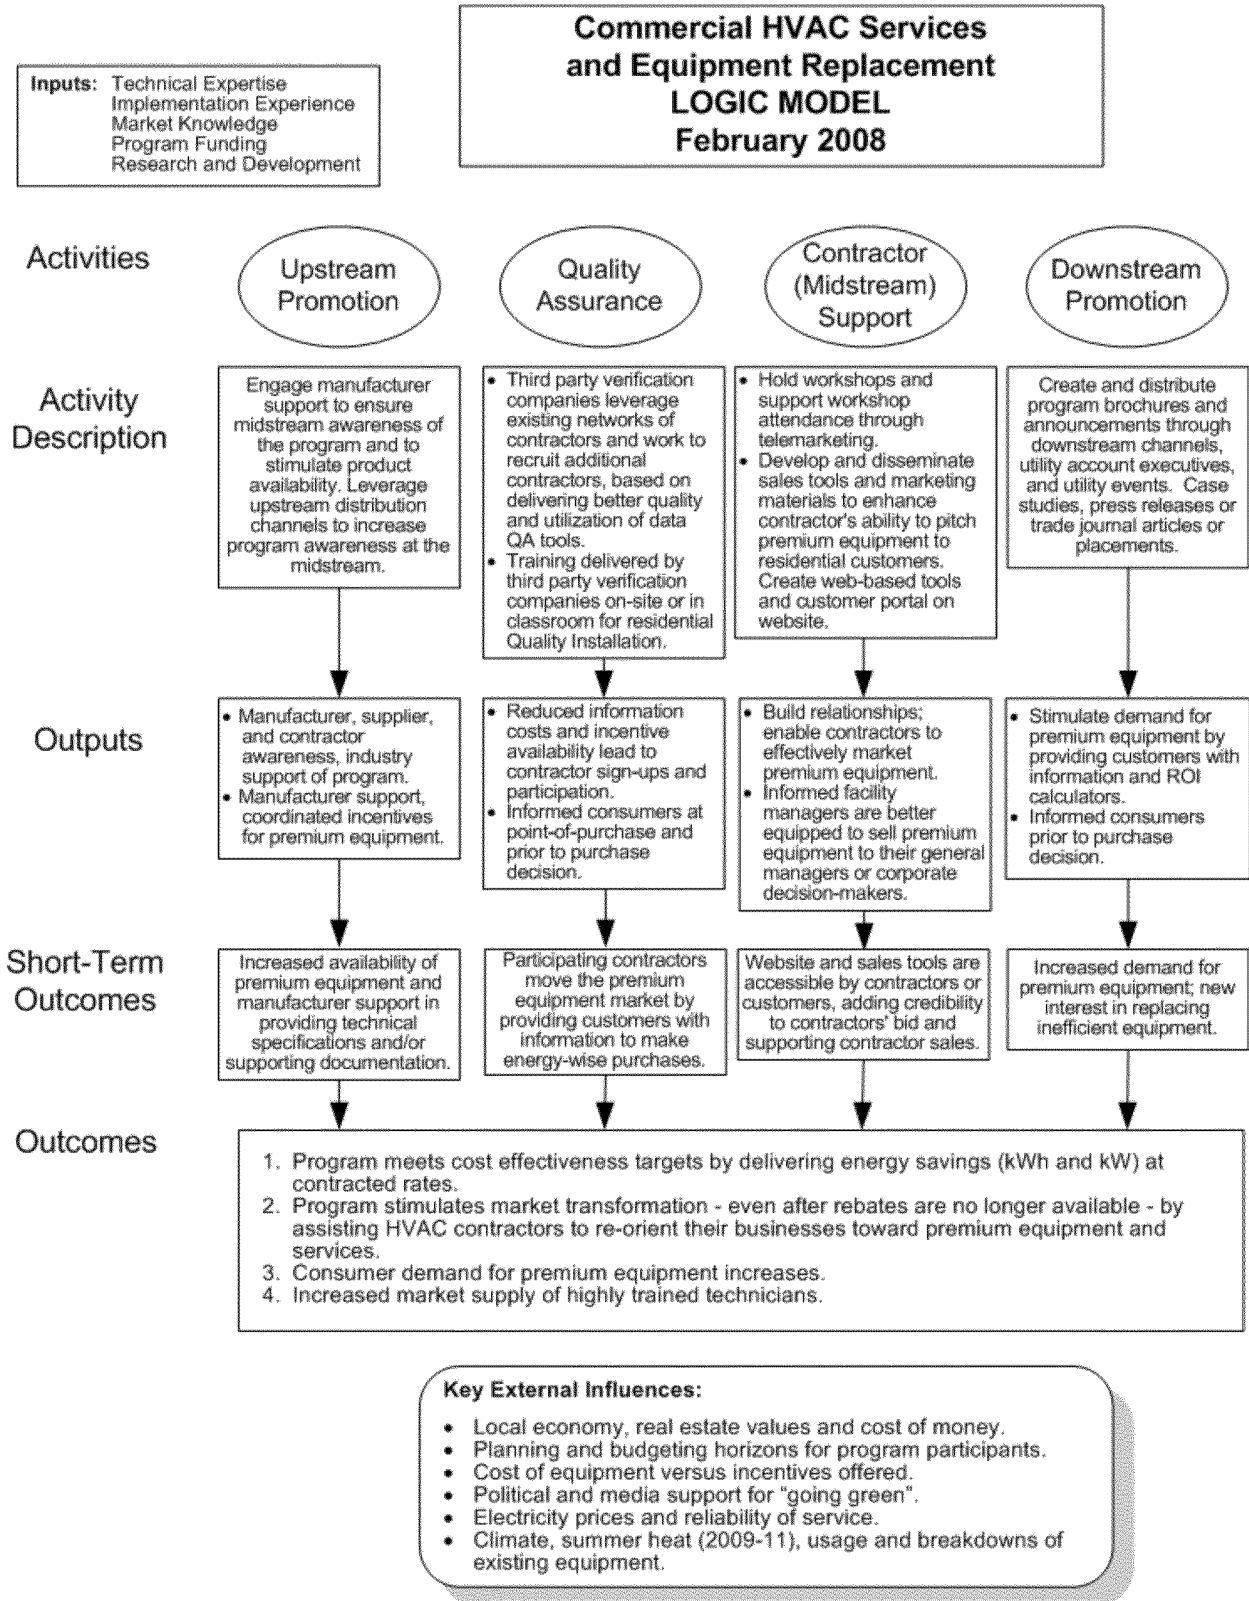 Commercial HVAC Services
and Equipment Replacement
LOGIC MODEL
February 2008
Inputs: Technical Expertise
Implementation Experience
Market Knowledge
Program Funding
Research and Development
Activities
Upstream
Promotion
Quality
Assurance
Contractor
(Midstream)
Support
Downstream
Promotion
Activity
Description
Engage manufacturer
support to ensure
midstream awareness of
the program and to
stimulate product
availability. Leverage
upstream distribution
channels to increase
program awareness at the
midstream.
• Third party verification
companies leverage
existing networks of
contractors and work to
recruit additional
contractors, based on
delivering better quality
and utilization of data
QA tools.
• Training delivered by
third party verification
companies on-site or in
classroom for residential
Quality Installation.
• Hold workshops and
support workshop
attendance through
telemarketing.
• Develop and disseminate
sales tools and marketing
materials to enhance
contractor's ability to pitch
premium equipment to
residential customers.
Create web-based tools
and customer portal on
website.
Create and distribute
program brochures and
announcements through
downstream channels,
utility account executives,
and utility events. Case
studies, press releases or
trade journal articles or
placements.
Outputs
• Manufacturer, supplier,
and contractor
awareness, industry
support of program.
• Manufacturer support,
coordinated incentives
for premium equipment.
• Reduced information
costs and incentive
availability lead to
contractor sign-ups and
participation.
• Informed consumers at
point-of-purchase and
prior to purchase
decision.
• Build relationships;
enable contractors to
effectively market
premium equipment.
• Informed facility
managers are better
equipped to sell premium
equipment to their general
managers or corporate
decision-makers.
• Stimulate demand for
premium equipment by
providing customers with
information and ROI
calculators.
• Informed consumers
prior to purchase
decision.
Short-Term
Outcomes
Increased availability of
premium equipment and
manufacturer support in
providing technical
specifications and/or
supporting documentation.
Participating contractors
move the premium
equipment market by
providing customers with
information to make
energy-wise purchases.
Website and sales tools are
accessible by contractors or
customers, adding credibility
to contractors' bid and
supporting contractor sales.
Increased demand for
premium equipment; new
interest in replacing
inefficient equipment.
Outcomes
1. Program meets cost effectiveness targets by delivering energy savings (kWh and kW) at
contracted rates.
2. Program stimulates market transformation - even after rebates are no longer available - by
assisting HVAC contractors to re-orient their businesses toward premium equipment and
services.
3. Consumer demand for premium equipment increases.
4. Increased market supply of highly trained technicians.
Key External Influences:
• Local economy, real estate values and cost of money.
• Planning and budgeting horizons for program participants.
• Cost of equipment versus incentives offered.
• Political and media support for "going green".
• Electricity prices and reliability of service.
• Climate, summer heat (2009-11), usage and breakdowns of
existing equipment.